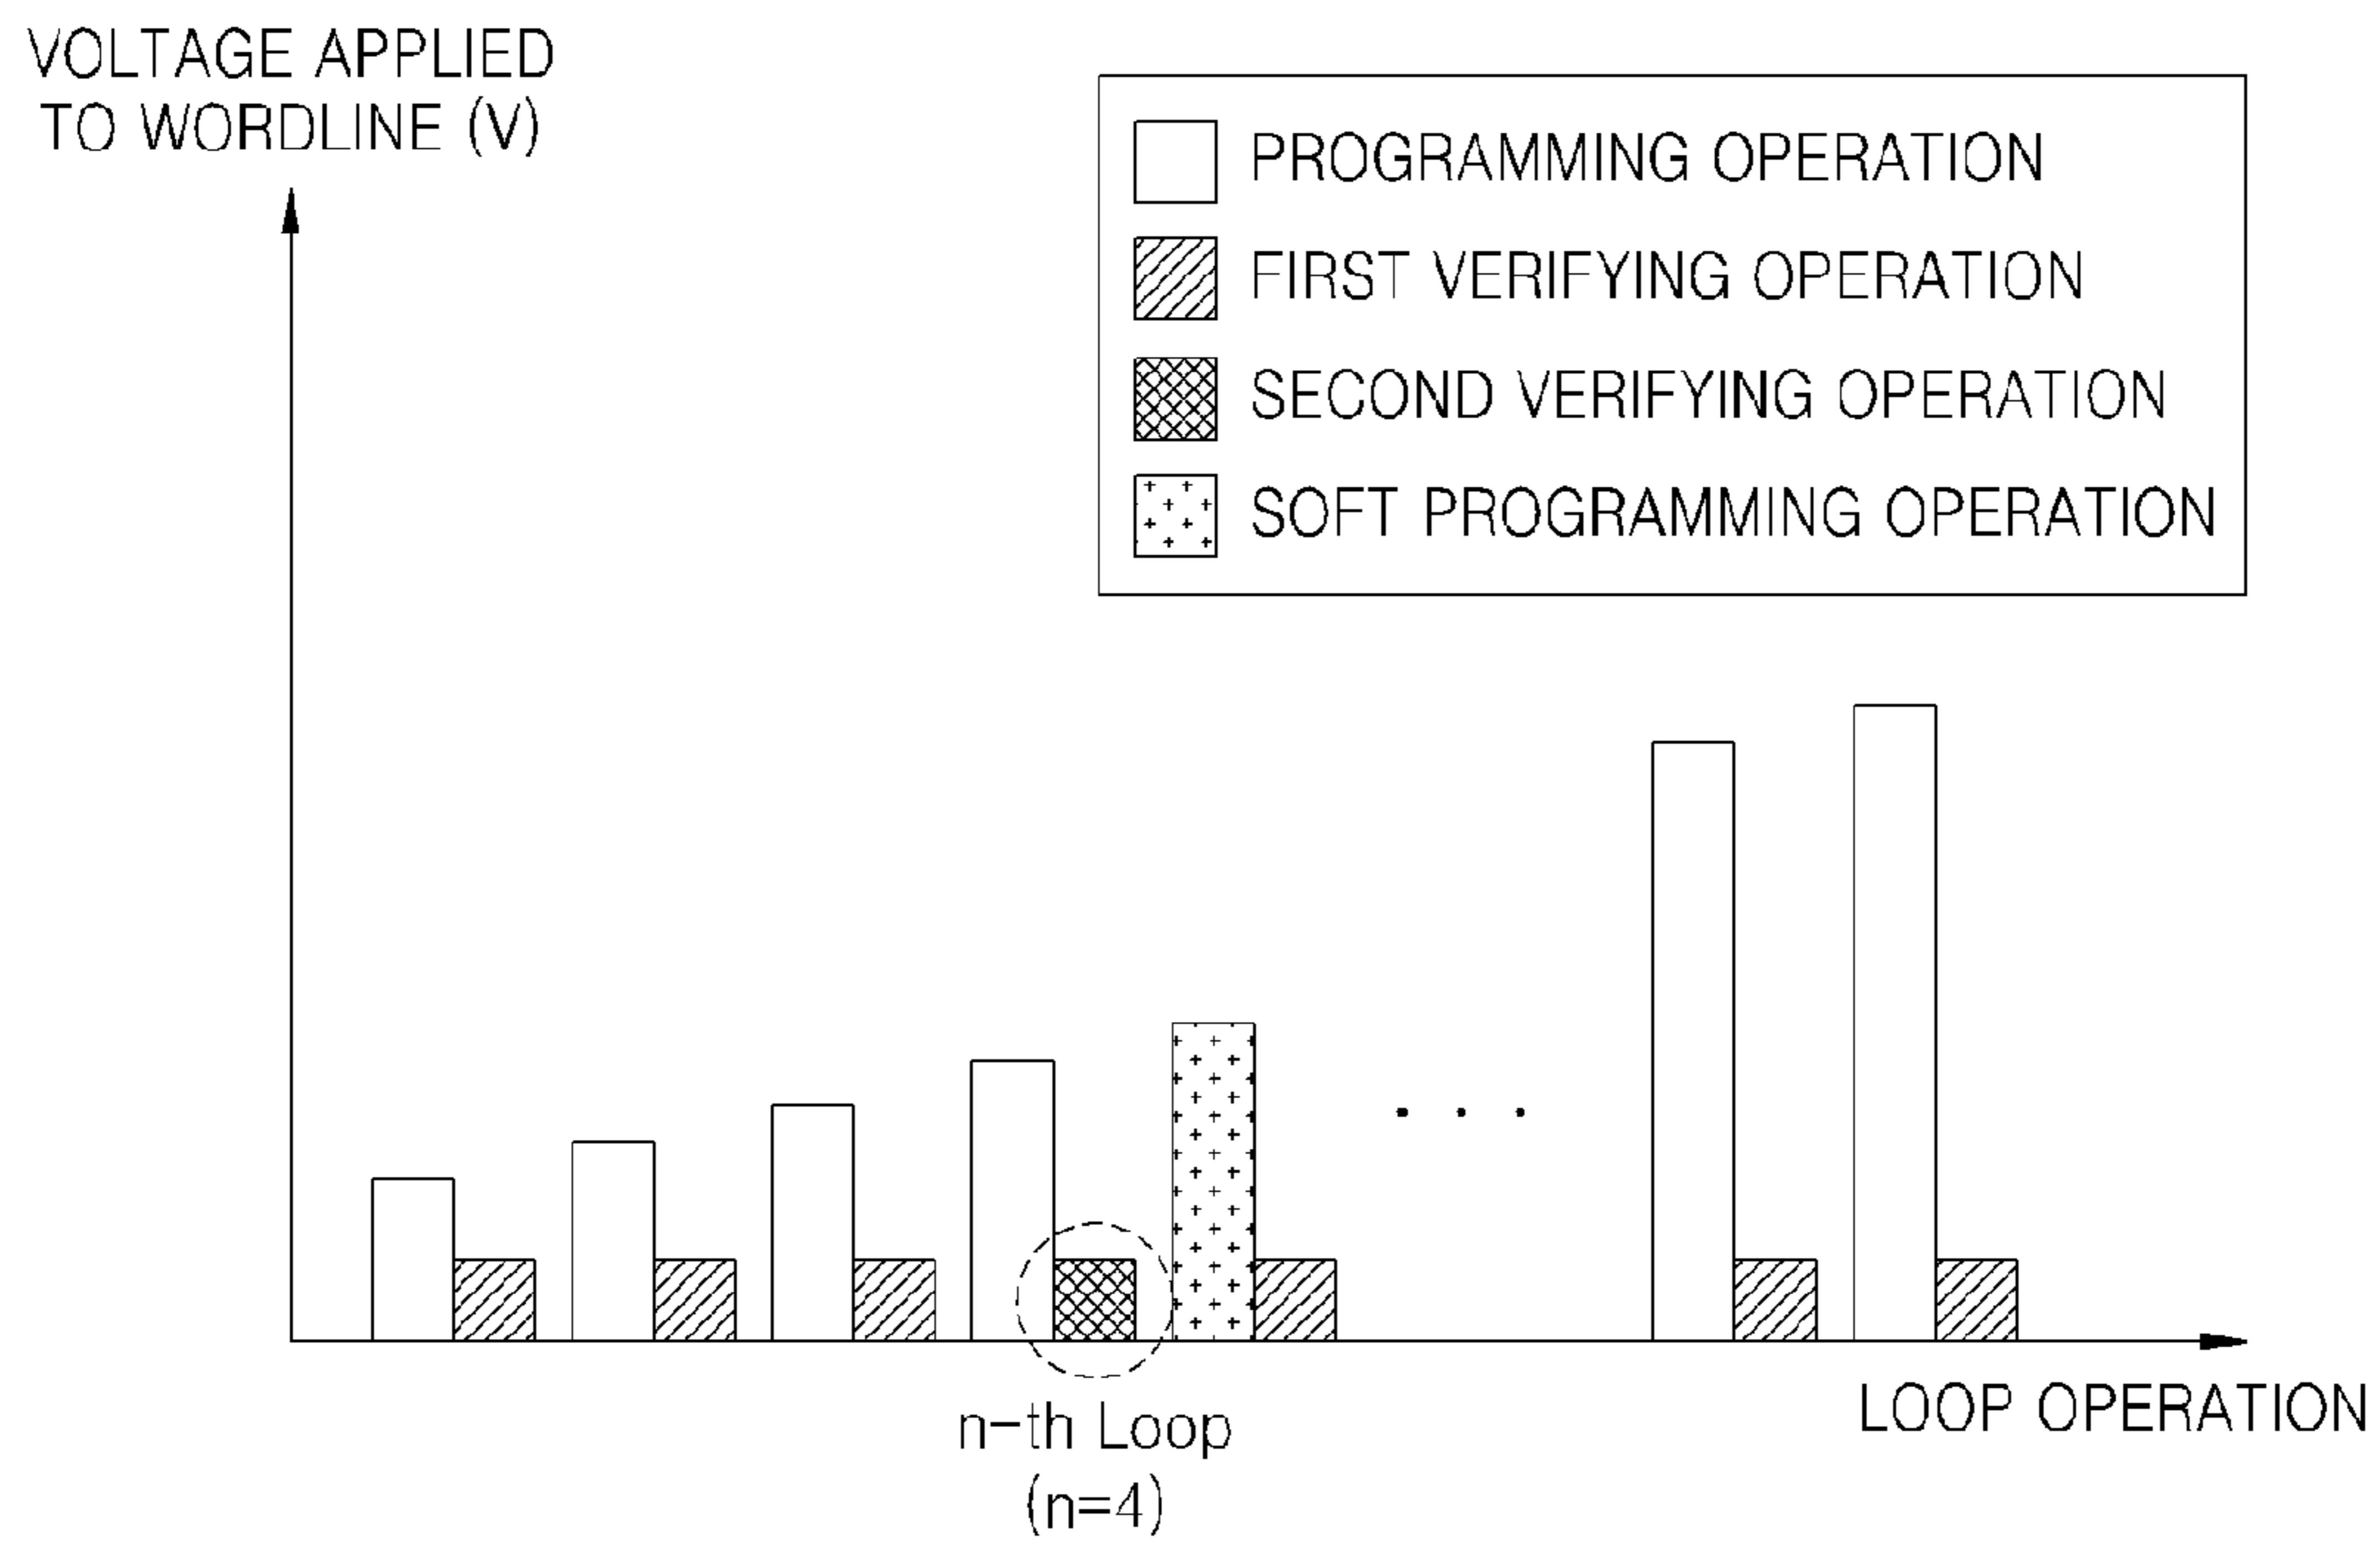 VOLTAGE APPLIED
TO WORDLINE (V)
PROGRAMMING OPERATION
FIRST VERIFYING OPERATION
SECOND VERIFYING OPERATION
SOFT PROGRAMMING OPERATION
. . .
LOOP OPERATION
n-th Loop
(n=4)